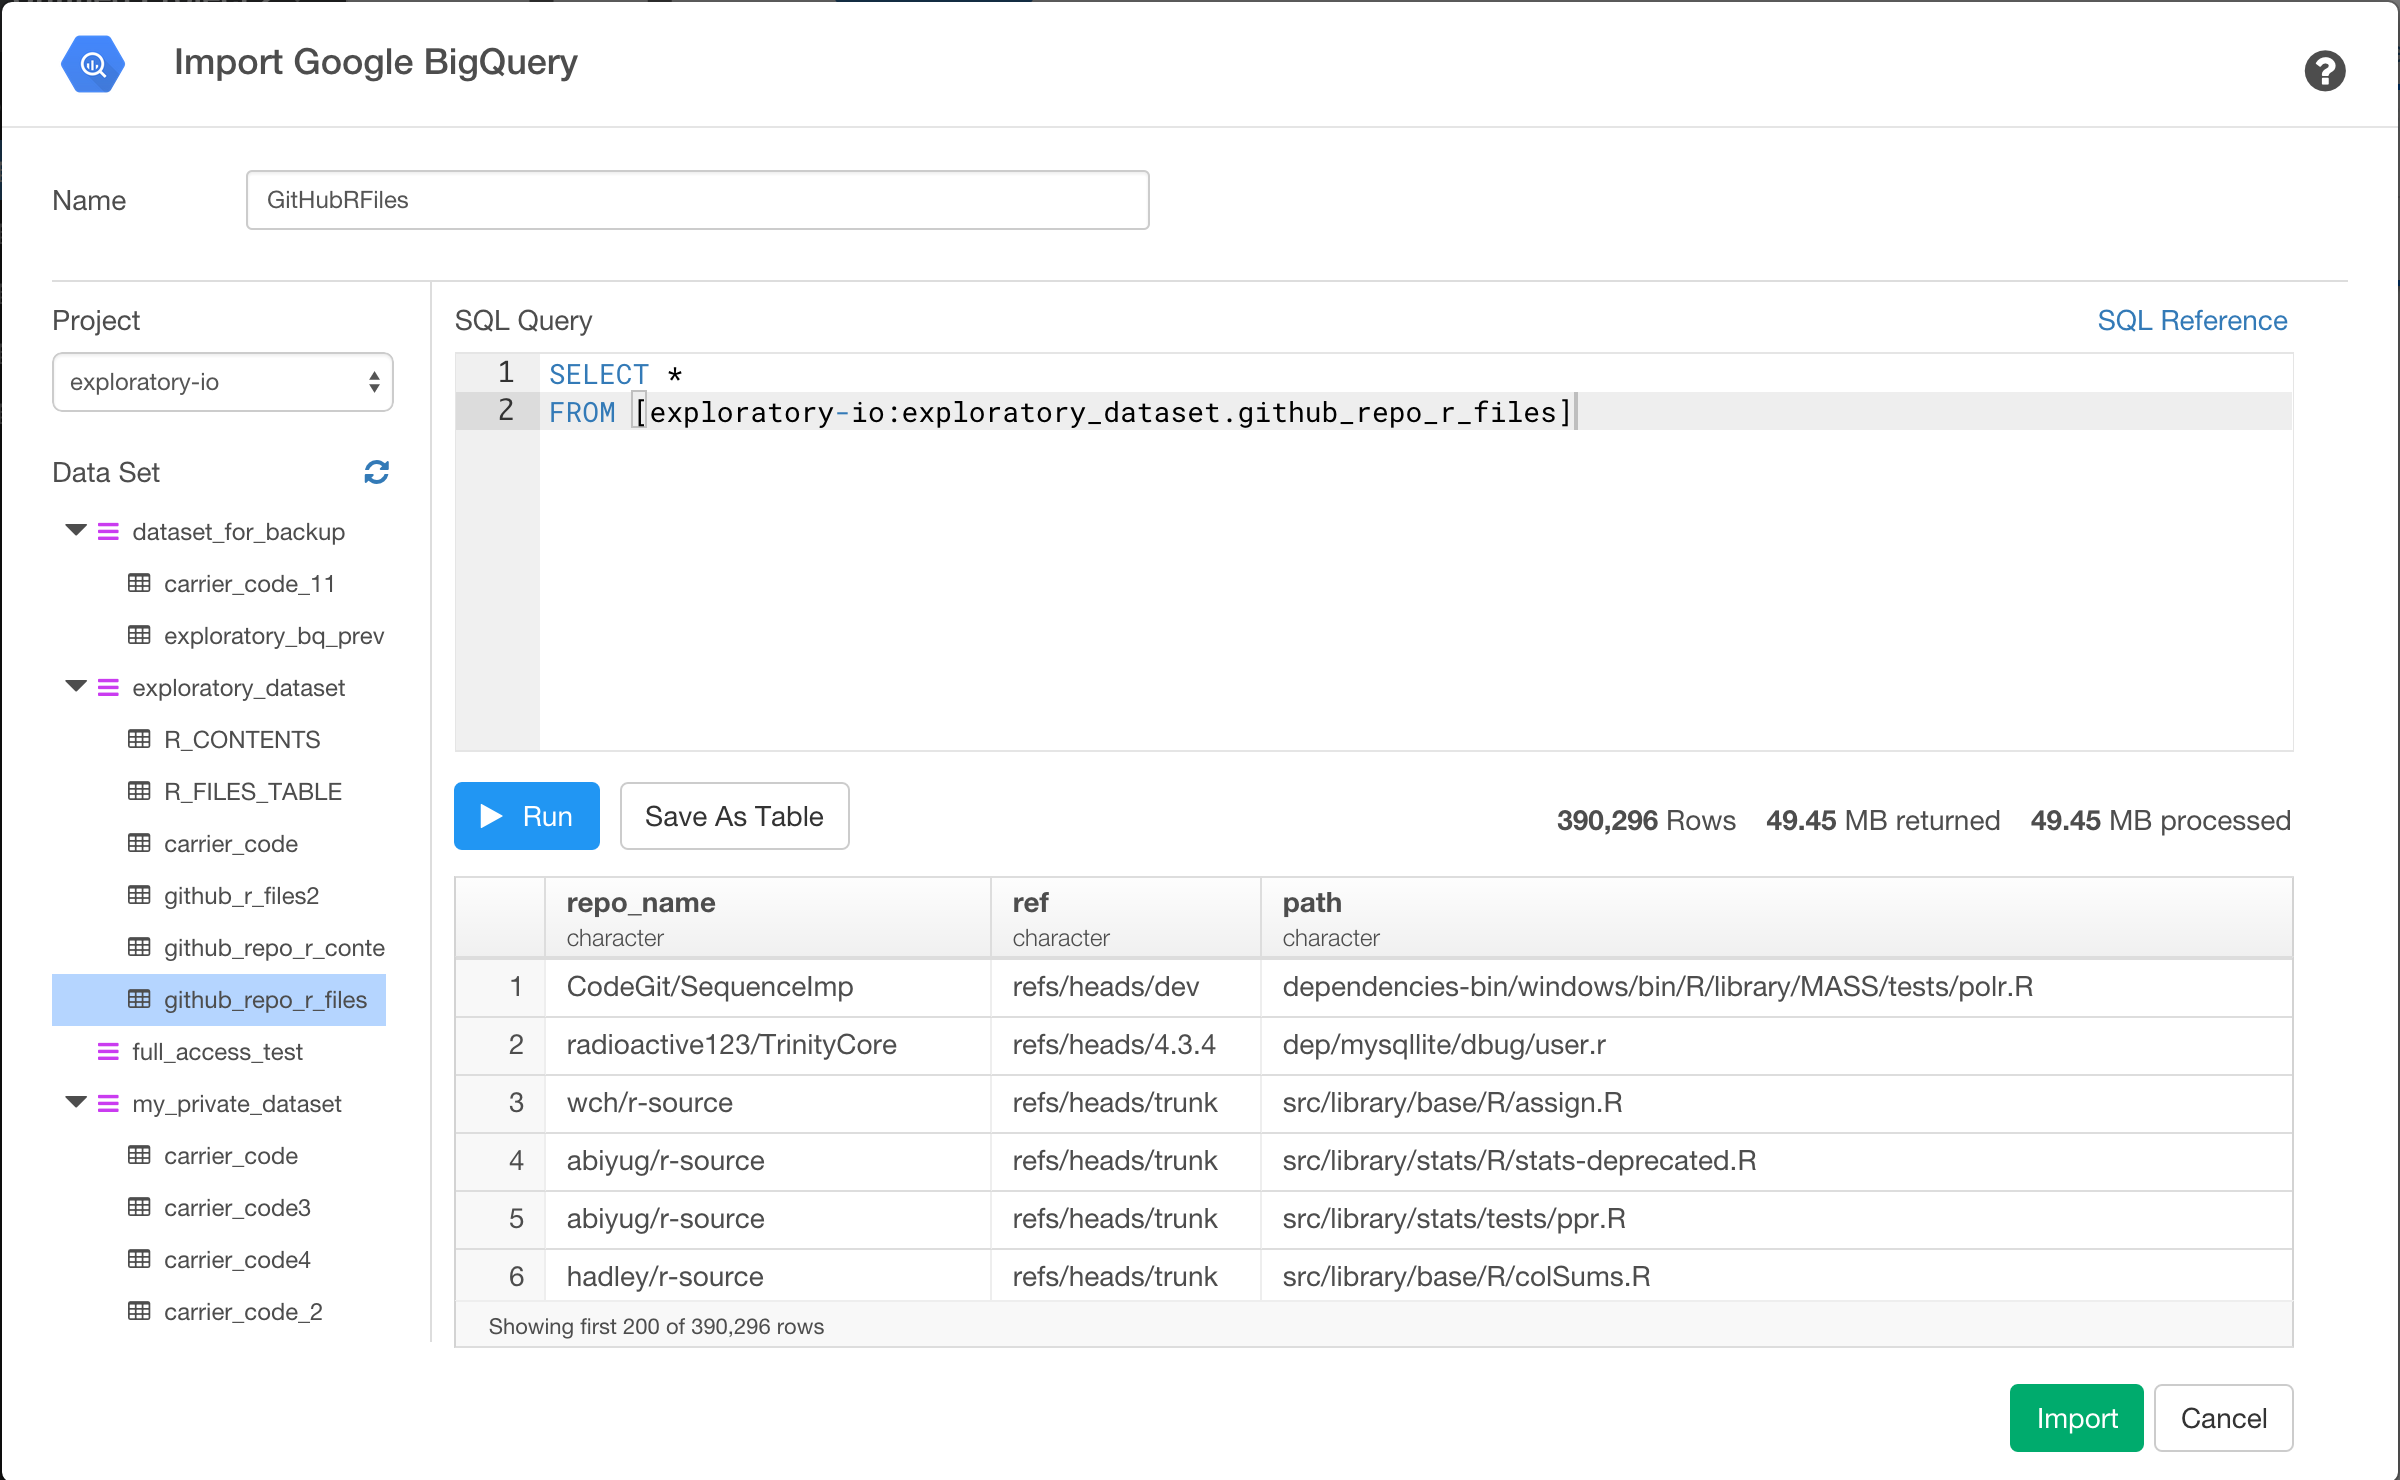 Import Google BigQuery
?
Name
GitHubRFiles
Project
exploratory-io
Data Set
dataset_for_backup
carrier_code_11
exploratory_bq_prev
exploratory_dataset
R_CONTENTS
R_FILES_TABLE
carrier_code
github_r_files2
github_repo_r_conte
github_repo_r_files
full_access_test
my_private_dataset
carrier_code
carrier_code3
carrier_code4
carrier_code_2
SQL Query
SQL Reference
1 SELECT *
2 FROM [exploratory-io:exploratory_dataset.github_repo_r_files]
Run
Save As Table
390,296 Rows 49.45 MB returned 49.45 MB processed
repo_name ref path
character character character
1 CodeGit/SequenceImp refs/heads/dev dependencies-bin/windows/bin/R/library/MASS/tests/polr.R
2 radioactive123/TrinityCore refs/heads/4.3.4 dep/mysqllite/dbug/user.r
3 wch/r-source refs/heads/trunk src/library/base/R/assign.R
4 abiyug/r-source refs/heads/trunk src/library/stats/R/stats-deprecated.R
5 abiyug/r-source refs/heads/trunk src/library/stats/tests/ppr.R
6 hadley/r-source refs/heads/trunk src/library/base/R/colSums.R
Showing first 200 of 390,296 rows
Import
Cancel